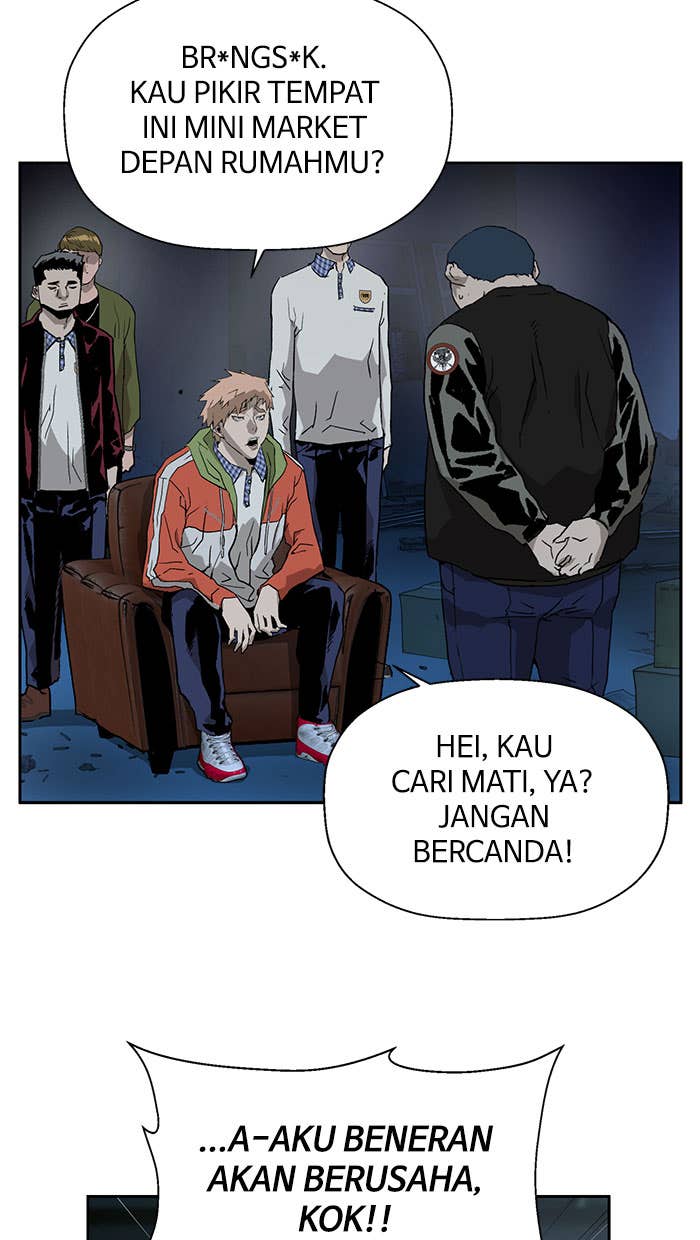 BR*NGS*K.
KAU PIKIR TEMPAT
INI MINI MARKET
DEPAN RUMAHMU?
HEI, KAU
CARI MATI, YA?
JANGAN
BERCANDA!
...A-AKU BENERAN
AKAN BERUSAHA,
KOK!!